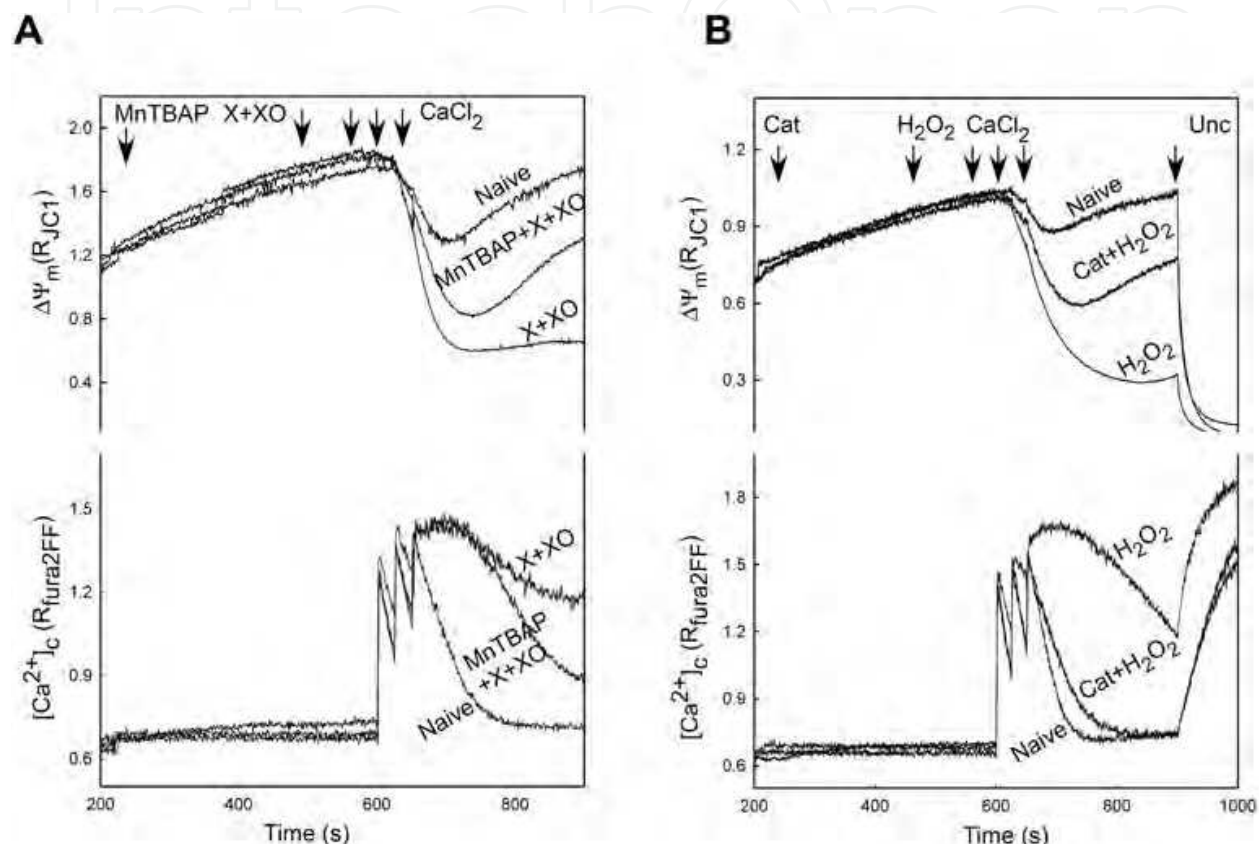 A
MnTBAP X+XO CaCl2
2.0
1.6
1.2
0.8
0.4
ΔΨm(RJC1)
Naive
MnTBAP+X+XO
X+XO
1.5
1.2
0.9
0.6
[Ca2+]c (Rfura2FF)
X+XO
MnTBAP
+X+XO
Naive
200 400 600 800
Time (s)
B
Cat H2O2 CaCl2 Unc
1.2
0.9
0.6
0.3
ΔΨm(RJC1)
Naive
Cat+H2O2
H2O2
1.8
1.5
1.2
0.9
0.6
[Ca2+]c (Rfura2FF)
H2O2
Cat+H2O2
Naive
200 400 600 800 1000
Time (s)